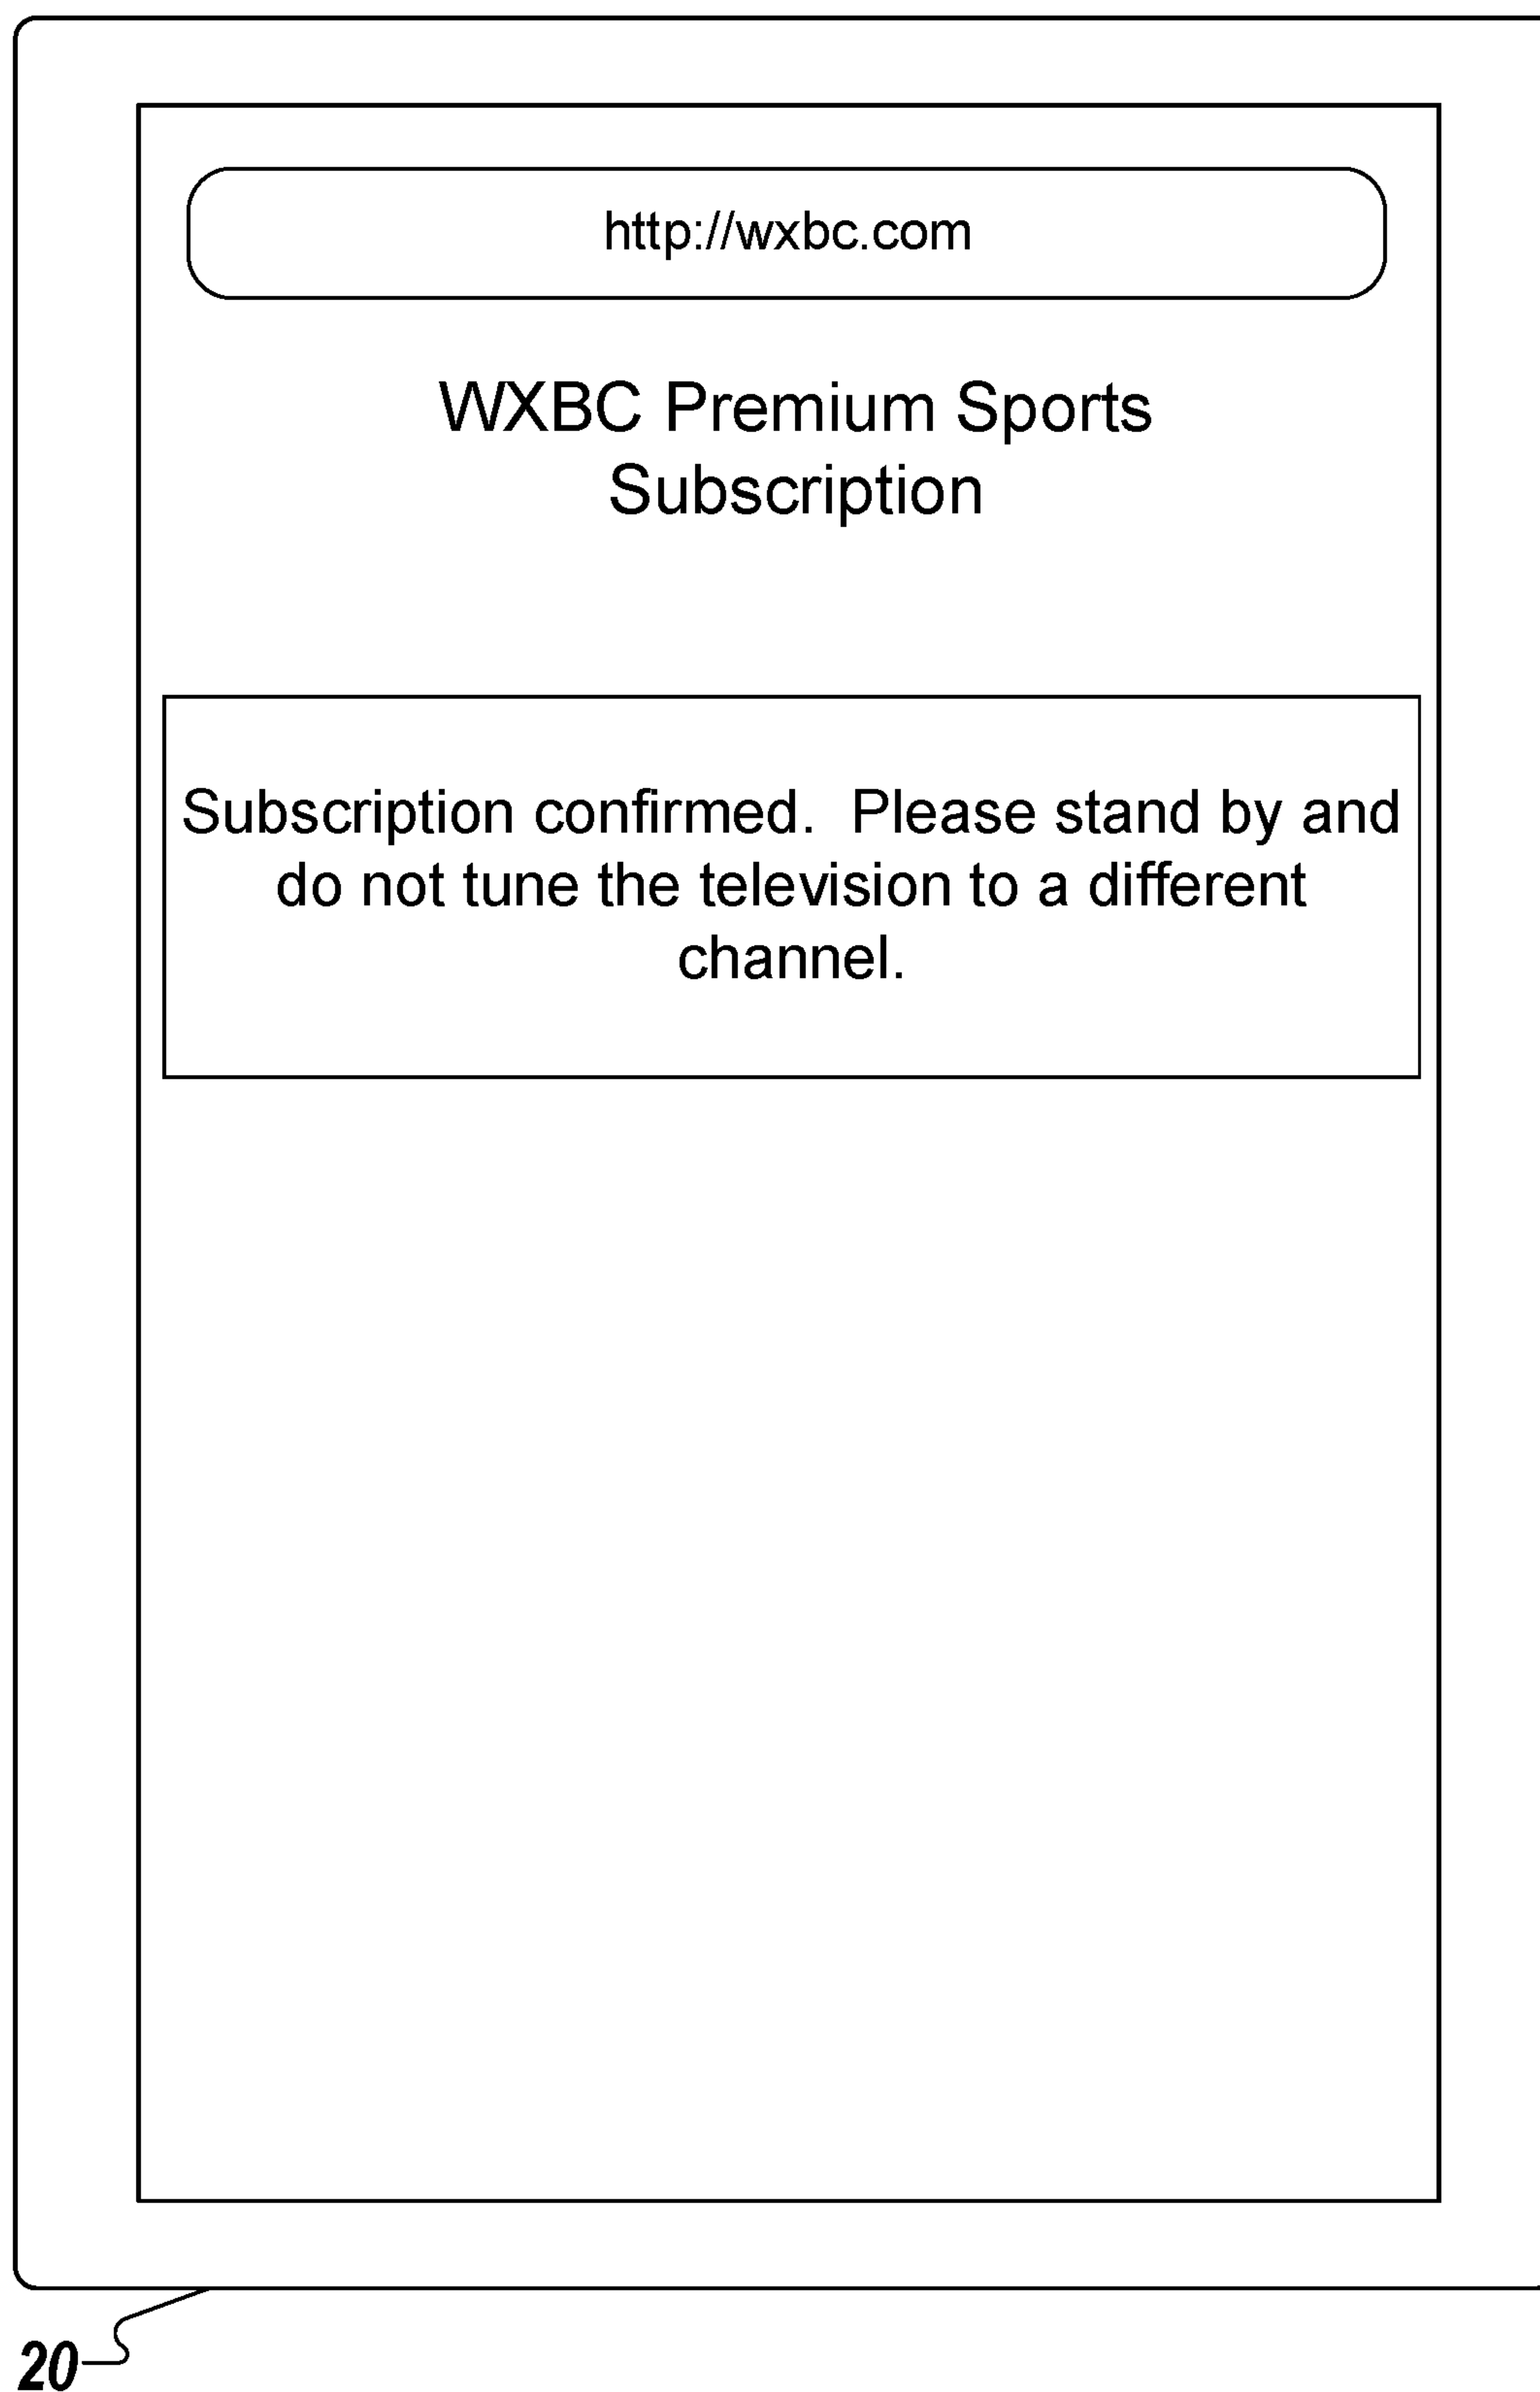 http://wxbc.com
WXBC Premium Sports
Subscription
Subscription confirmed.  Please stand by and
do not tune the television to a different
channel.
20